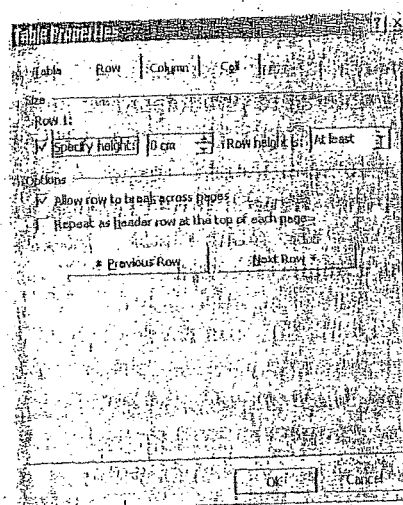 Table Properties ? X
Table Row Column Cell
Size
Row 1:
Specify height: 0 cm Row height is: At least
Options
Allow row to break across pages
Repeat as header row at the top of each page
Previous Row Next Row
OK Cancel